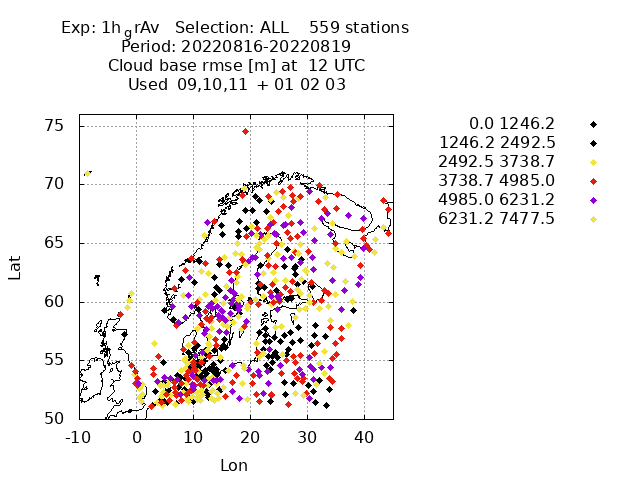 Exp: 1h_grAv   Selection: ALL    559 stations
Period: 20220816-20220819
Cloud base rmse [m] at  12 UTC
Used  09,10,11  + 01 02 03
0.0 1246.2
1246.2 2492.5
2492.5 3738.7
3738.7 4985.0
4985.0 6231.2
6231.2 7477.5
75
70
65
60
55
50
Lat
-10 0 10 20 30 40
Lon